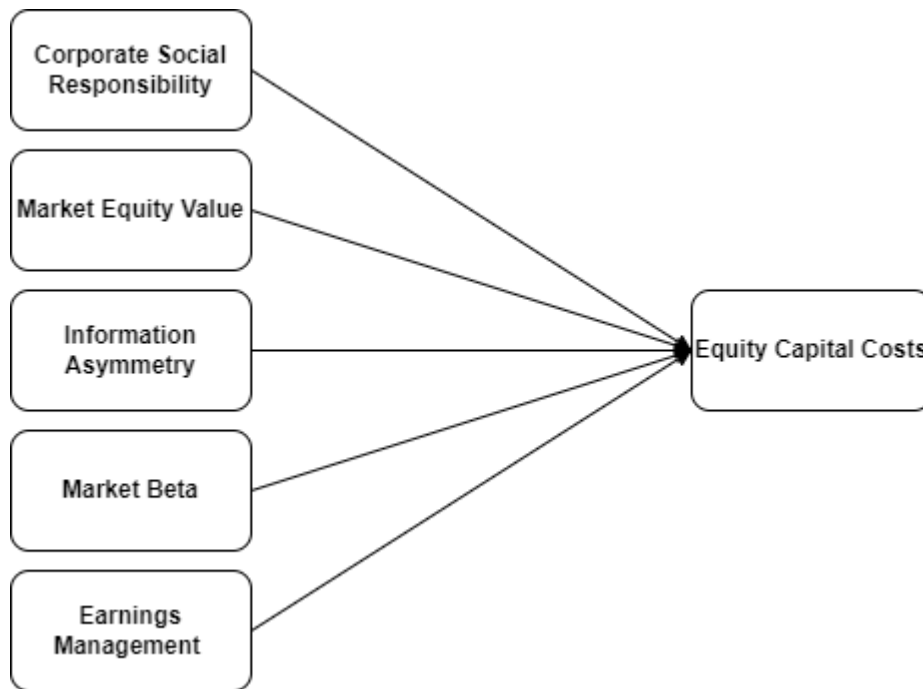 Corporate Social
Responsibility
Market Equity Value
Information
Asymmetry
Equity Capital Costs
Market Beta
Earnings
Management